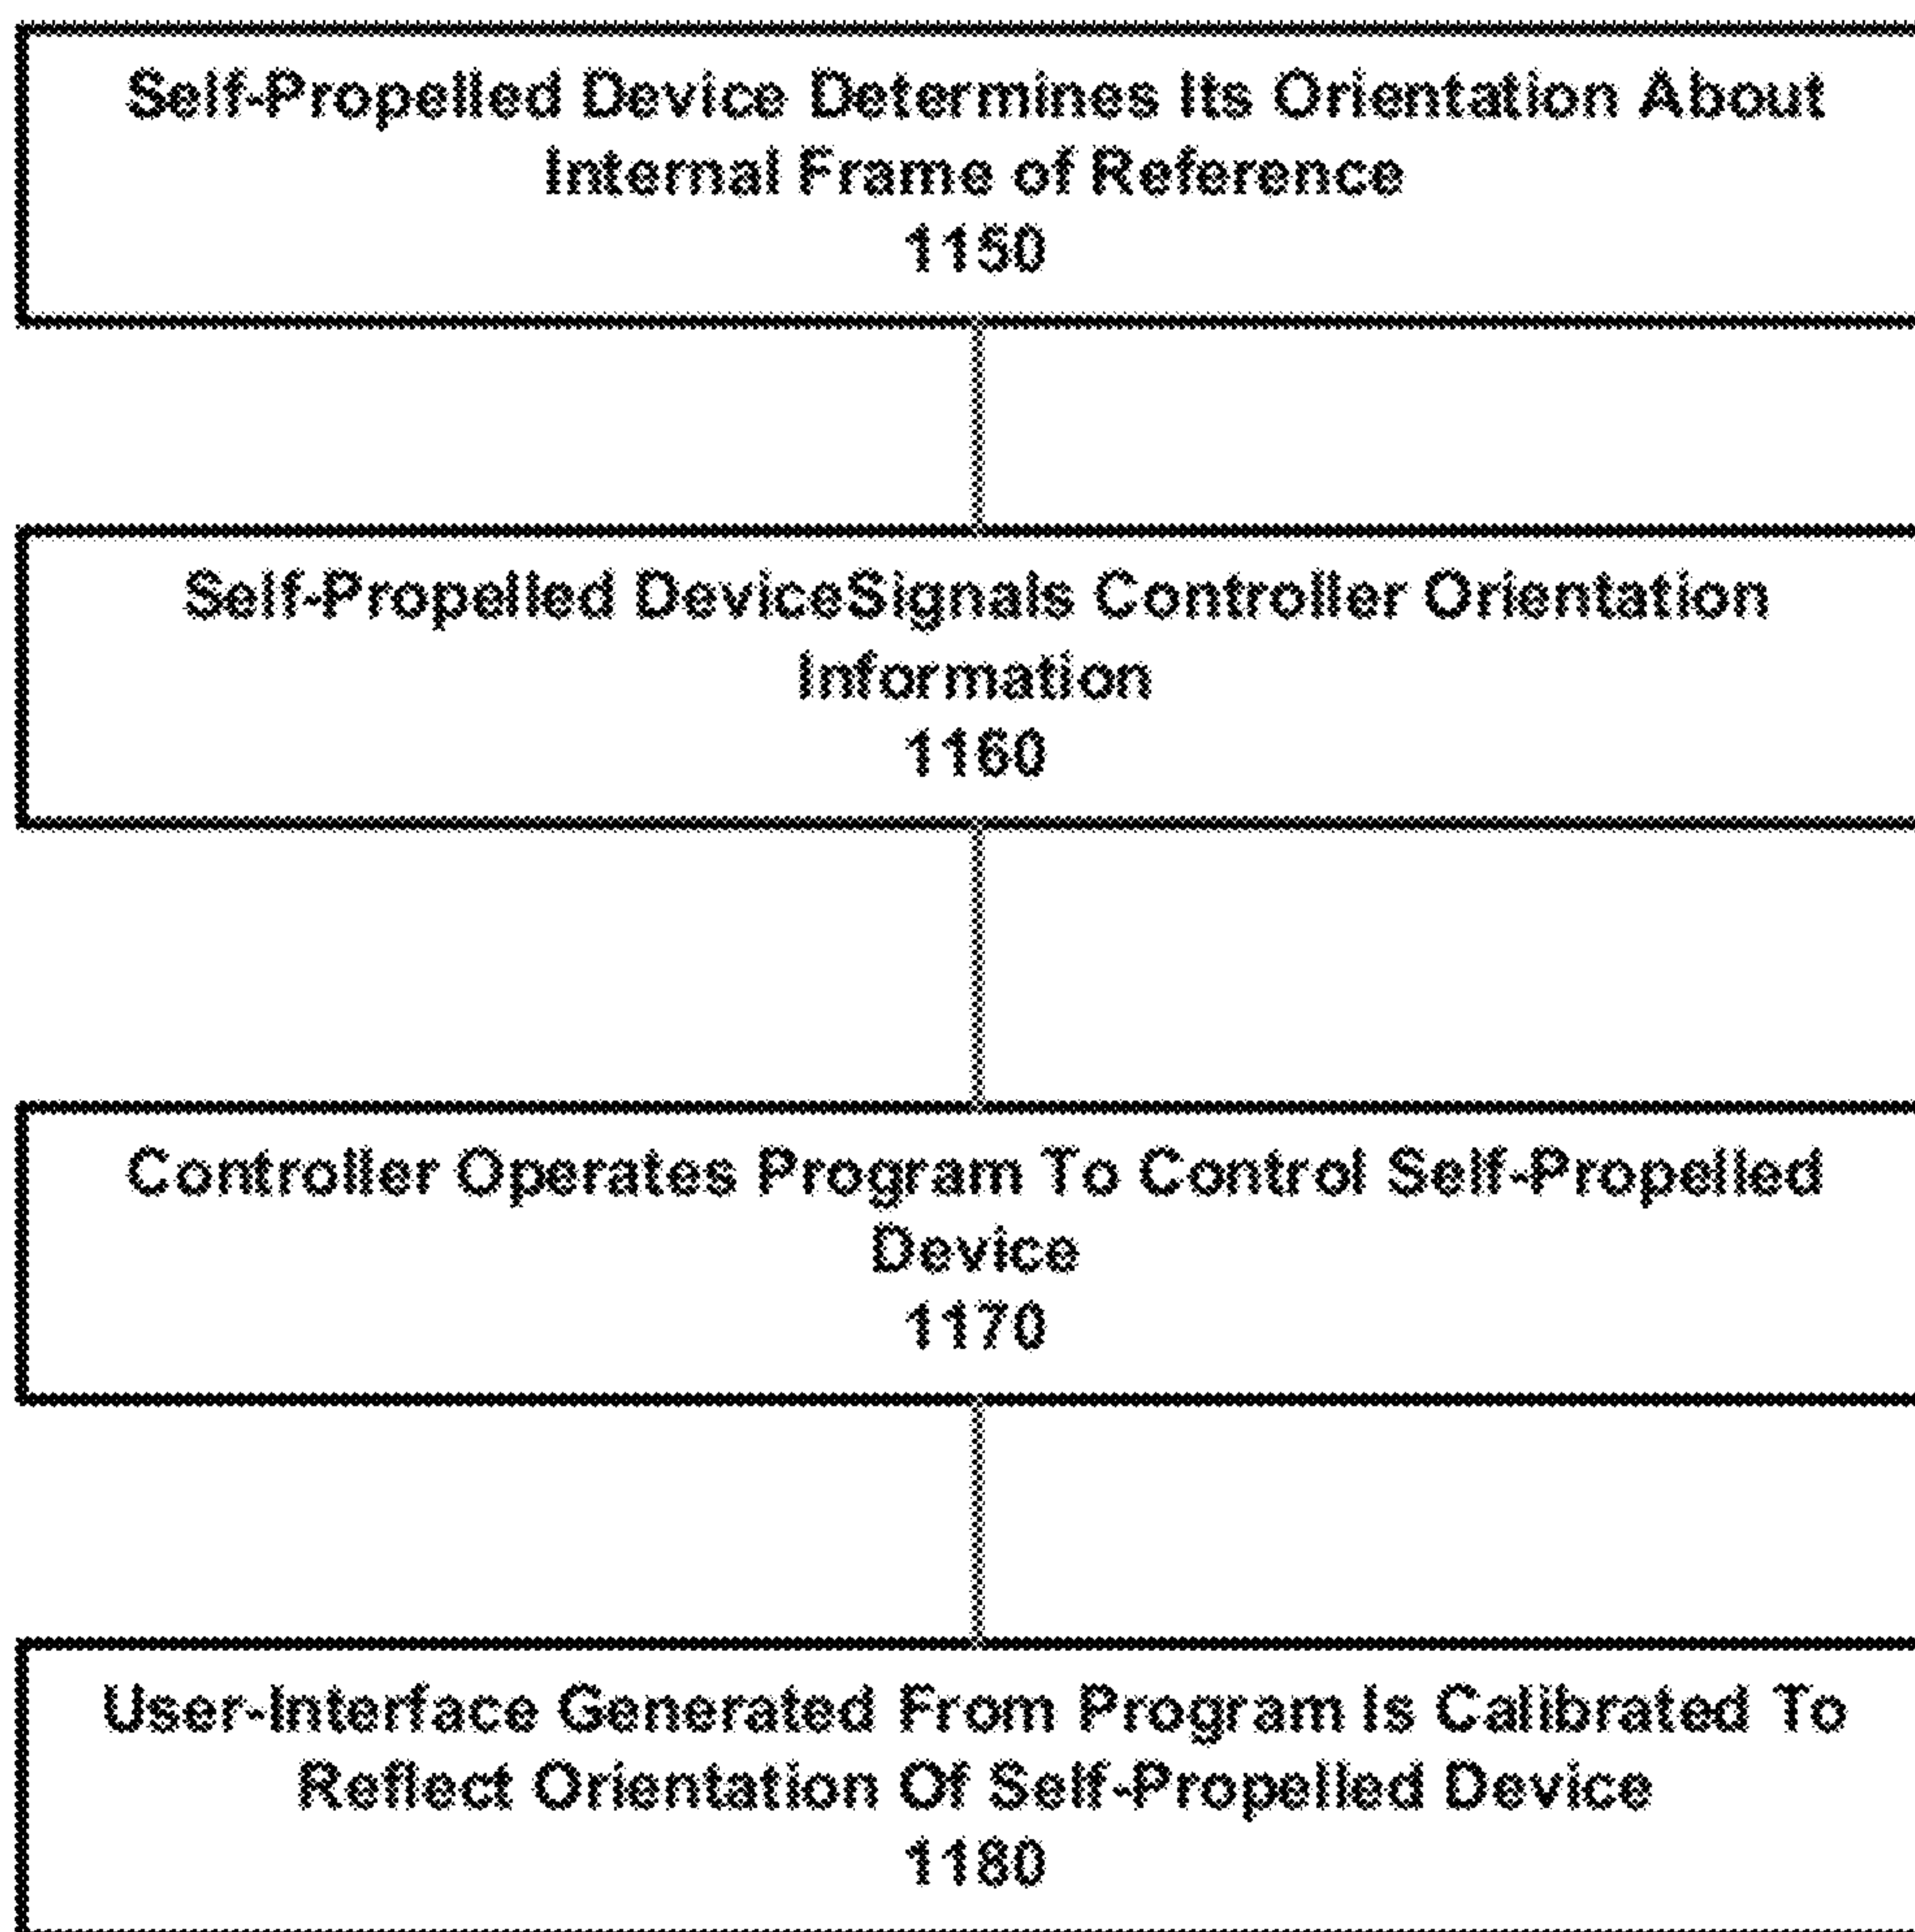 Self-Propelled Device Determines Its Orientation About
Internal Frame of Reference
1150
Self-Propelled DeviceSignals Controller Orientation
Information
1160
Controller Operates Program To Control Self-Propelled
Device
1170
User-Interface Generated From Program Is Calibrated To
Reflect Orientation Of Self-Propelled Device
1180